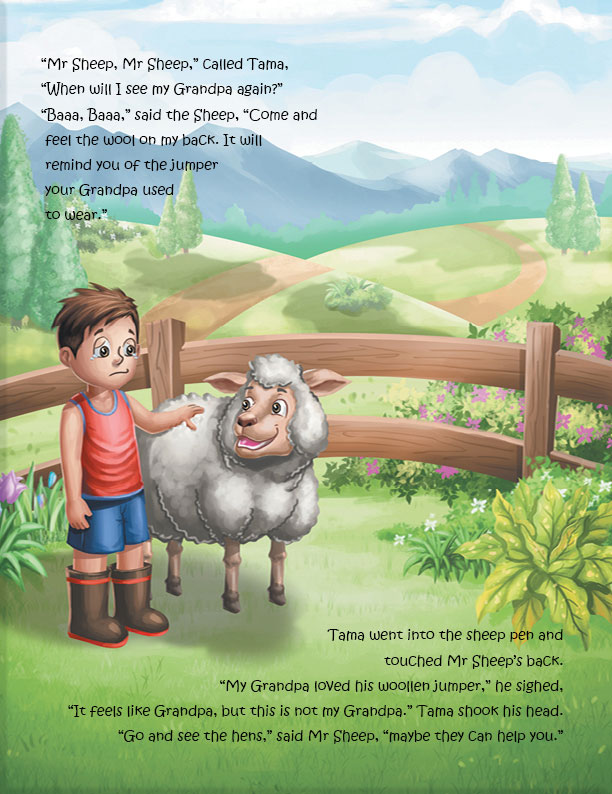 “Mr Sheep, Mr Sheep,” called Tama,
“When will I see my Grandpa again?”
“Baaa, Baaa,” said the Sheep, “Come and
feel the wool on my back. It will
remind you of the jumper
your Grandpa used
to wear.”
Tama went into the sheep pen and
touched Mr Sheep’s back.
“My Grandpa loved his woollen jumper,” he sighed,
“It feels like Grandpa, but this is not my Grandpa.” Tama shook his head.
“Go and see the hens,” said Mr Sheep, “maybe they can help you.”